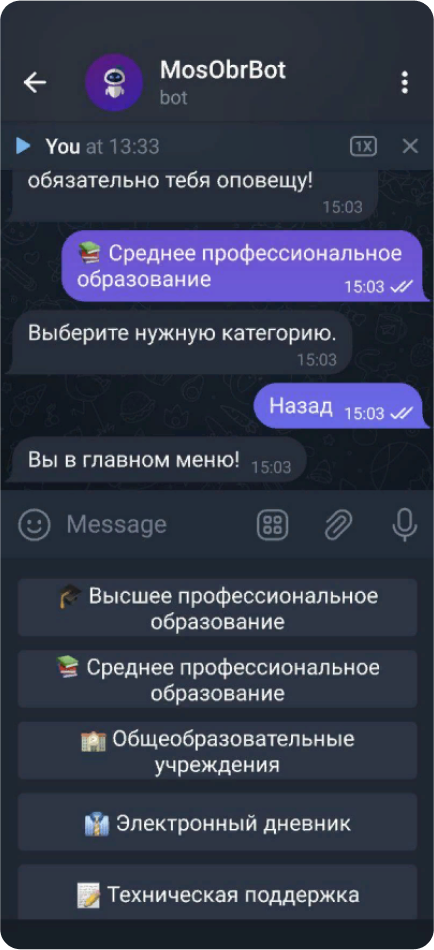 MosObrBot
bot
You at 13:33 1X
обязательно тебя оповещу!
15:03
📚 Среднее профессиональное
образование 15:03
Выберите нужную категорию.
15:03
Назад 15:03
Вы в главном меню! 15:03
Message
🎓 Высшее профессиональное
образование
📚 Среднее профессиональное
образование
🏫 Общеобразовательные
учреждения
👔 Электронный дневник
📝 Техническая поддержка